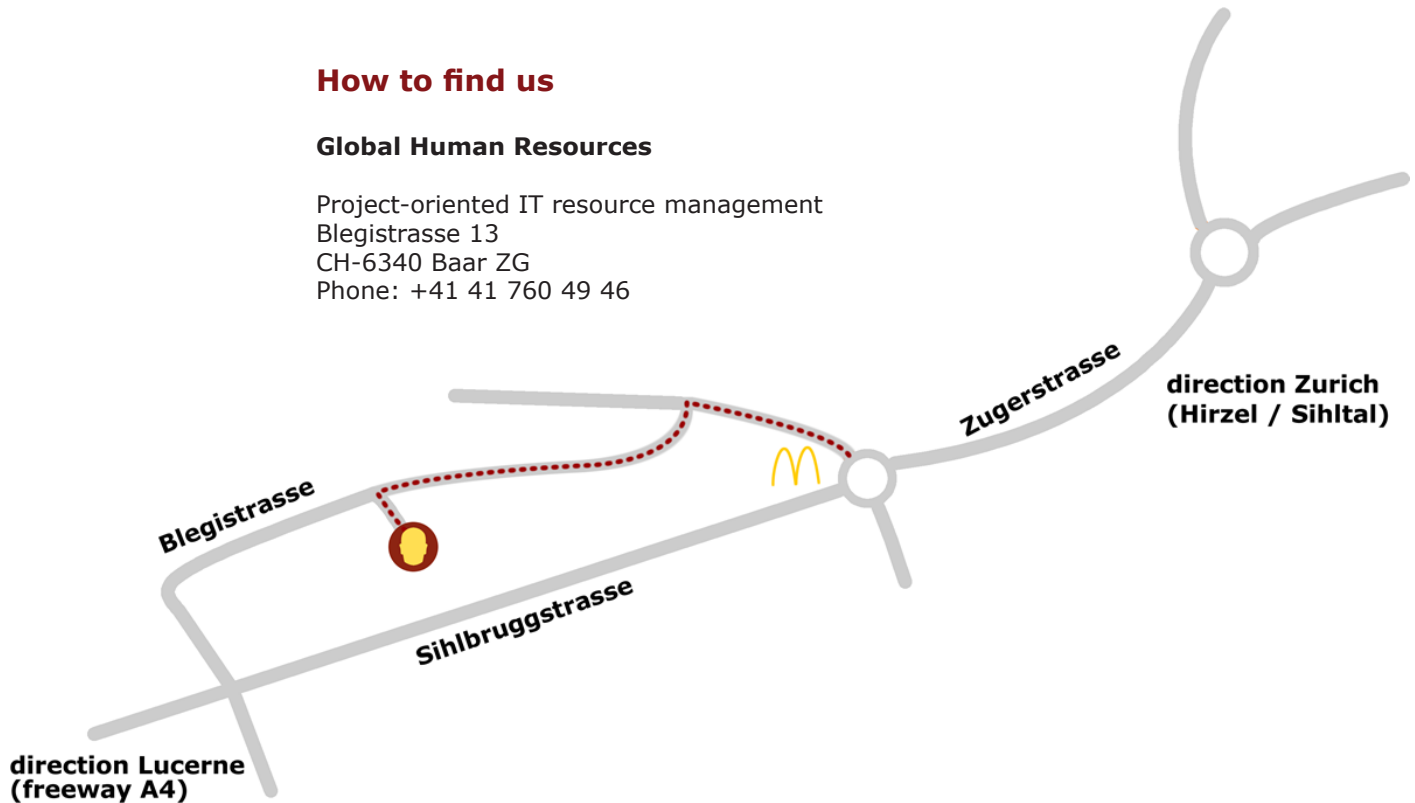 How to find us
Global Human Resources
Project-oriented IT resource management
Blegistrasse 13
CH-6340 Baar ZG
Phone: +41 41 760 49 46
Zugerstrasse
direction Zurich
(Hirzel / Sihltal)
Blegistrasse
Sihlbruggstrasse
direction Lucerne
(freeway A4)